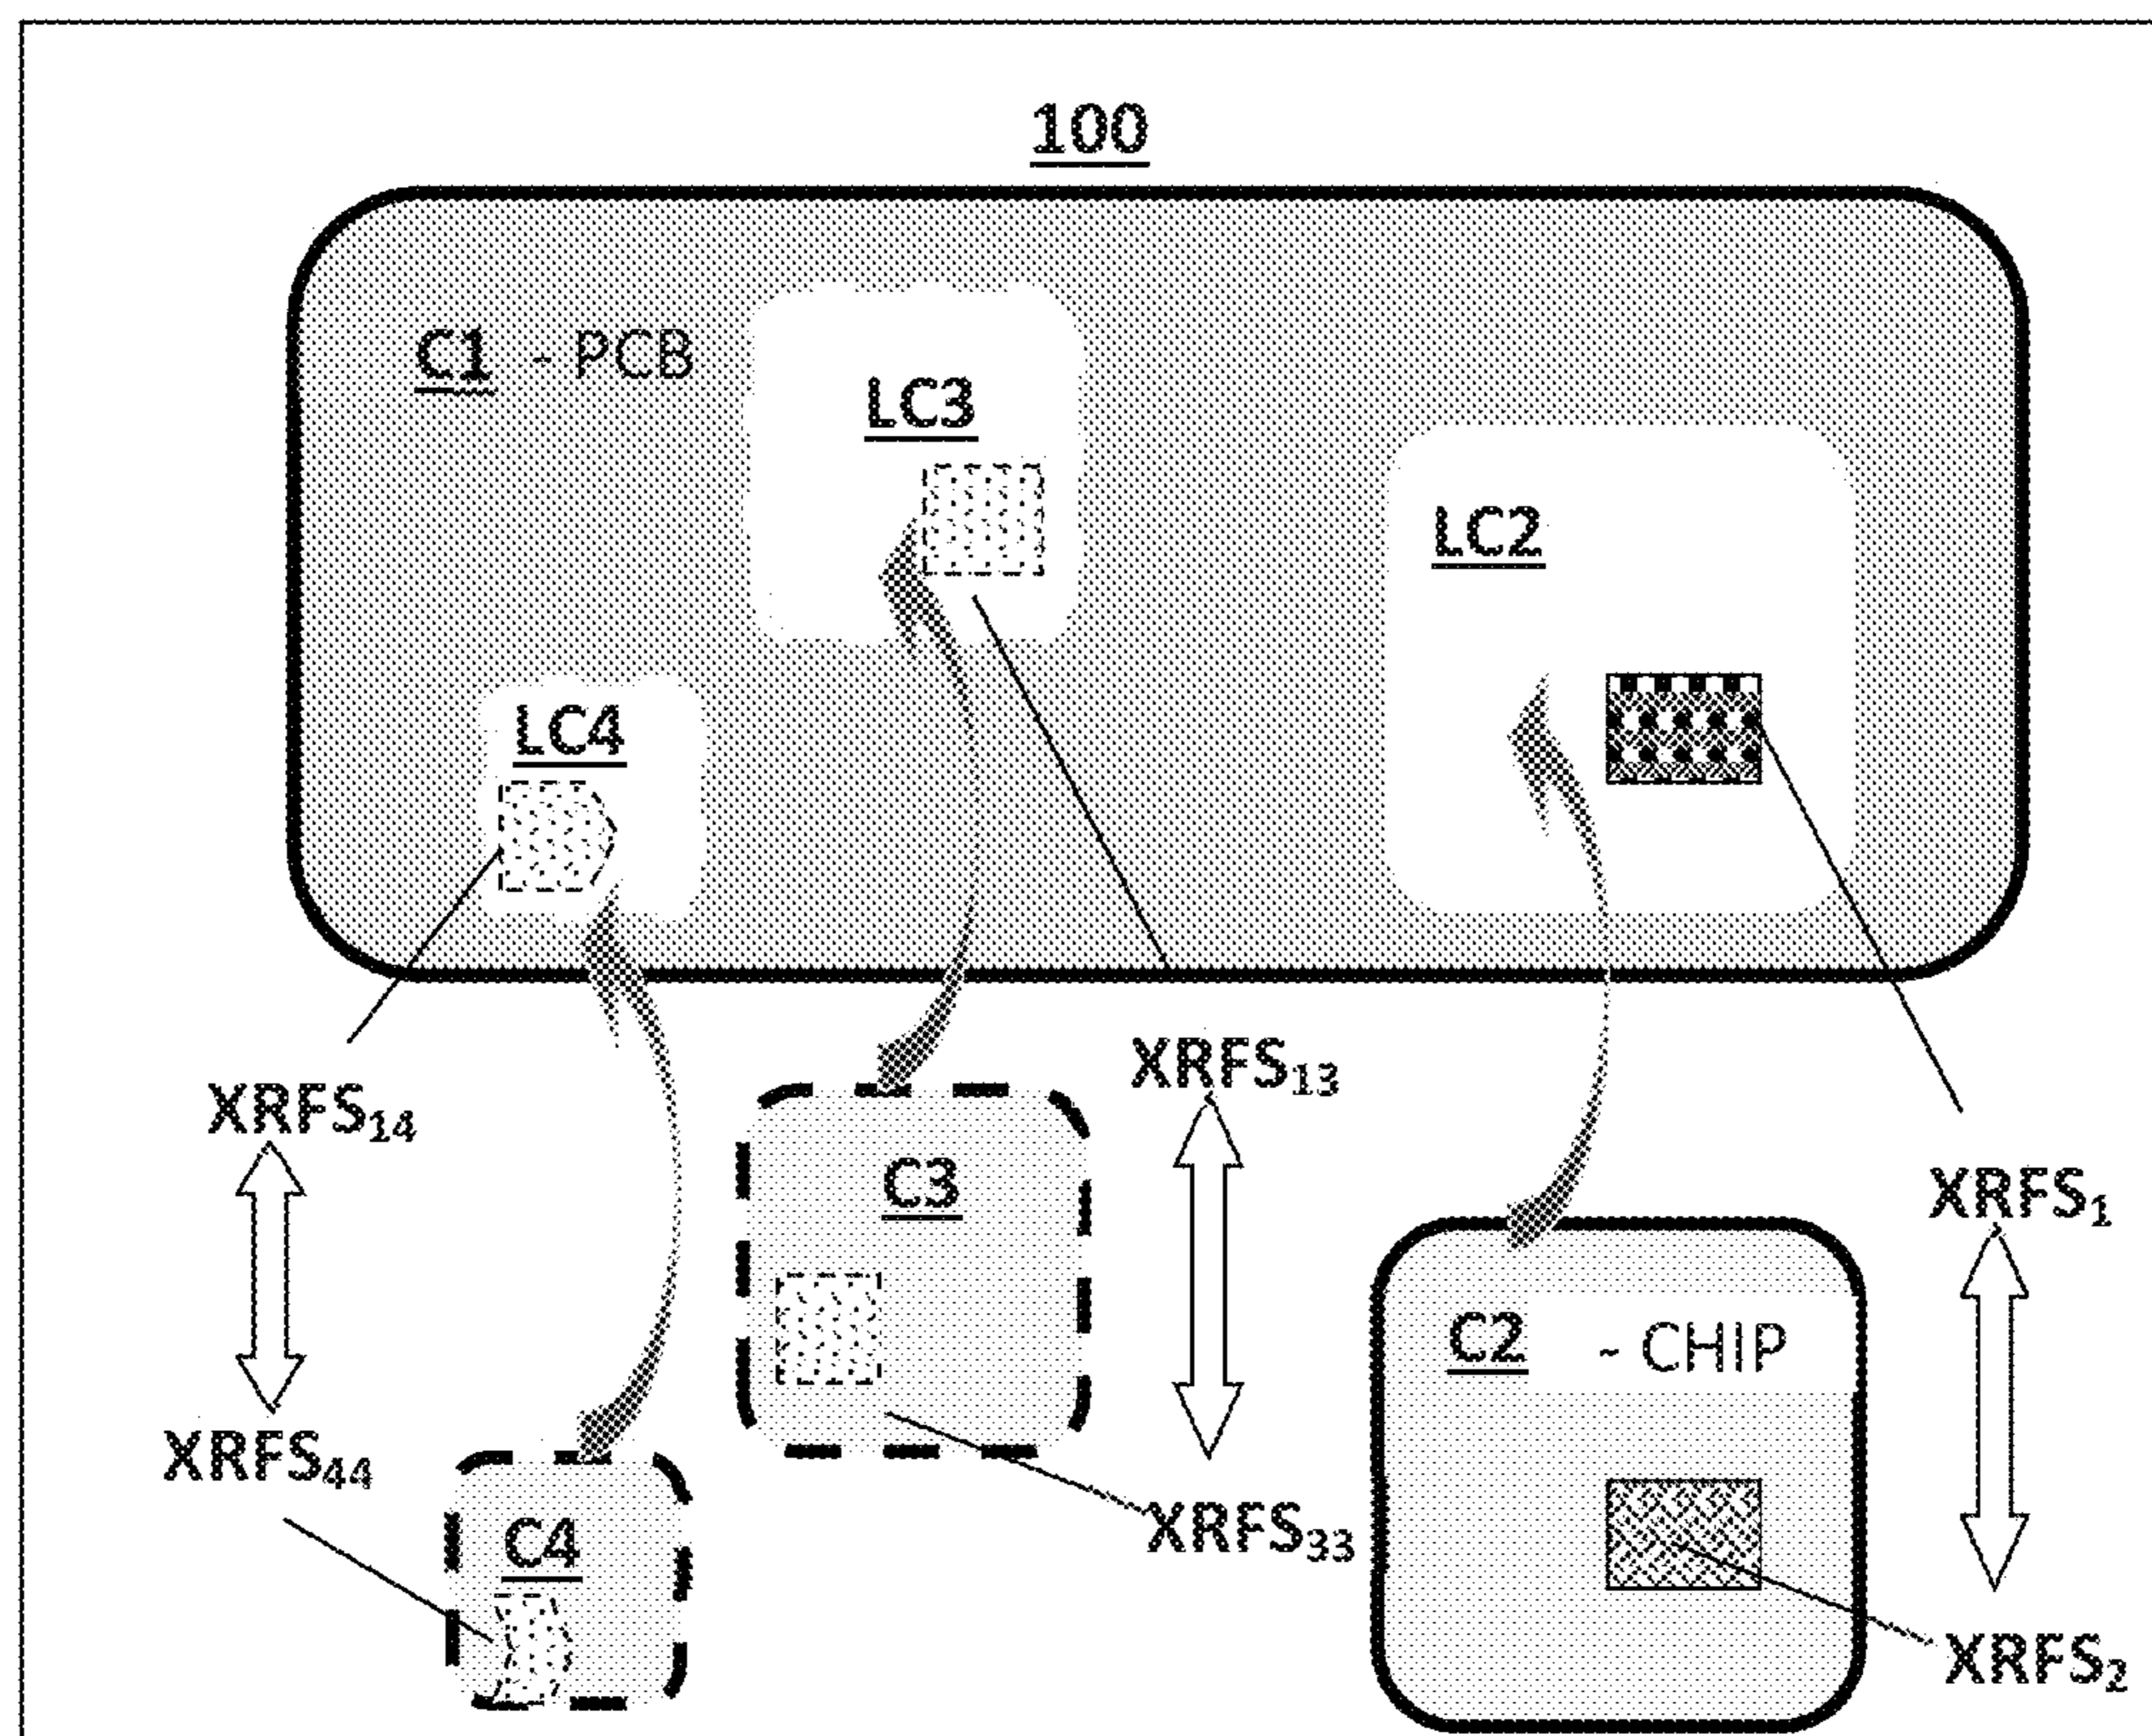 100
C1 - PCB
LC3
LC2
LC4
XRFS13
XRFS14
C3
XRFS1
C2 - CHIP
XRFS44
XRFS33
C4
XRFS2